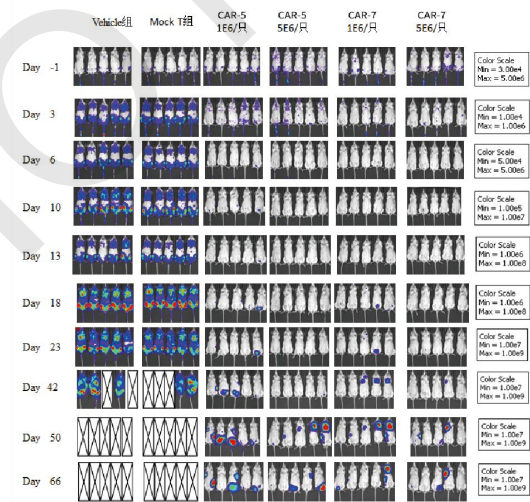 Vehicle组 Mock T组 CAR-5 1E6/只 CAR-5 5E6/只 CAR-7 1E6/只 CAR-7 5E6/只
Day -1
Color Scale
Min = 3.00e4
Max = 5.00e6
Day 3
Color Scale
Min = 1.00e4
Max = 1.00e6
Day 6
Color Scale
Min = 5.00e4
Max = 5.00e6
Day 10
Color Scale
Min = 1.00e5
Max = 1.00e7
Day 13
Color Scale
Min = 1.00e6
Max = 1.00e8
Day 18
Color Scale
Min = 1.00e6
Max = 1.00e8
Day 23
Color Scale
Min = 1.00e7
Max = 1.00e9
Day 42
Color Scale
Min = 1.00e7
Max = 1.00e9
Day 50
Color Scale
Min = 1.00e7
Max = 1.00e9
Day 66
Color Scale
Min = 1.00e7
Max = 1.00e9